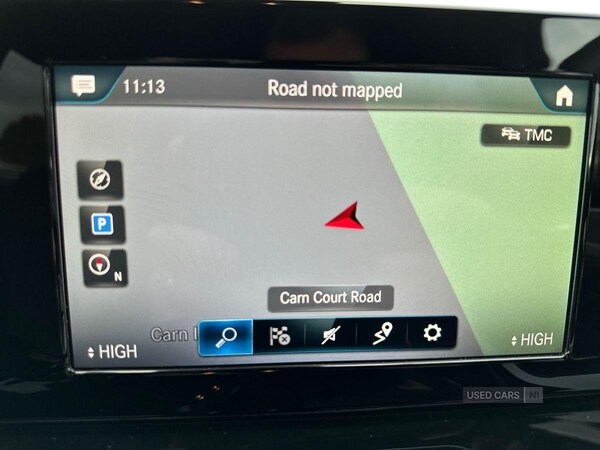 11:13
Road not mapped
TMC
P
N
Carn Court Road
Carn
HIGH
HIGH
USED CARS NI